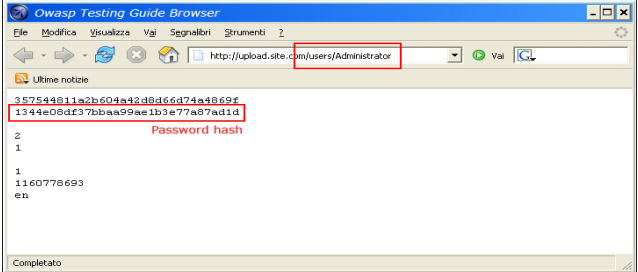 Owasp Testing Guide Browser
File Modifica Visualizza Vai Segnalibri Strumenti ?
http://upload.site.com/users/Administrator Vai G
Ultime notizie
357544811a2b604a42d8d66d74a4869f
1344e08df37bbaa99ae1b3e77a87ad1d
Password hash
2
1
1
1160778693
en
Completato